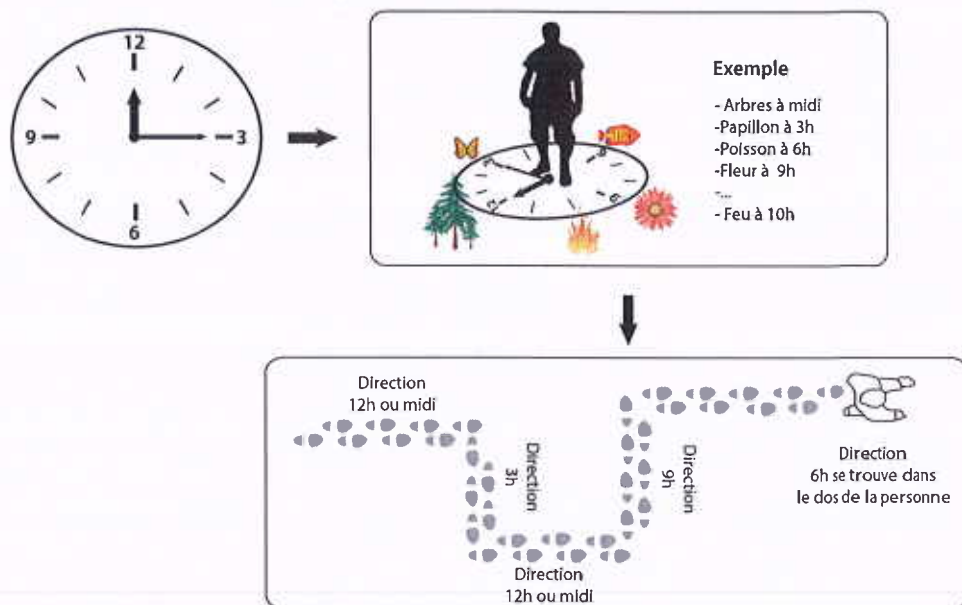 12
9
3
6
Exemple
- Arbres à midi
-Papillon à 3h
-Poisson à 6h
-Fleur à 9h
-...
- Feu à 10h
Direction
12h ou midi
Direction
3h
Direction
9h
Direction
6h se trouve dans
le dos de la personne
Direction
12h ou midi